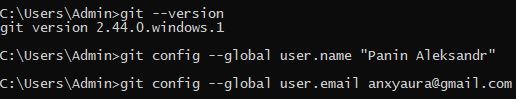 C:\Users\Admin>git --version
git version 2.44.0.windows.1
C:\Users\Admin>git config --global user.name "Panin Aleksandr"
C:\Users\Admin>git config --global user.email anxyaura@gmail.com